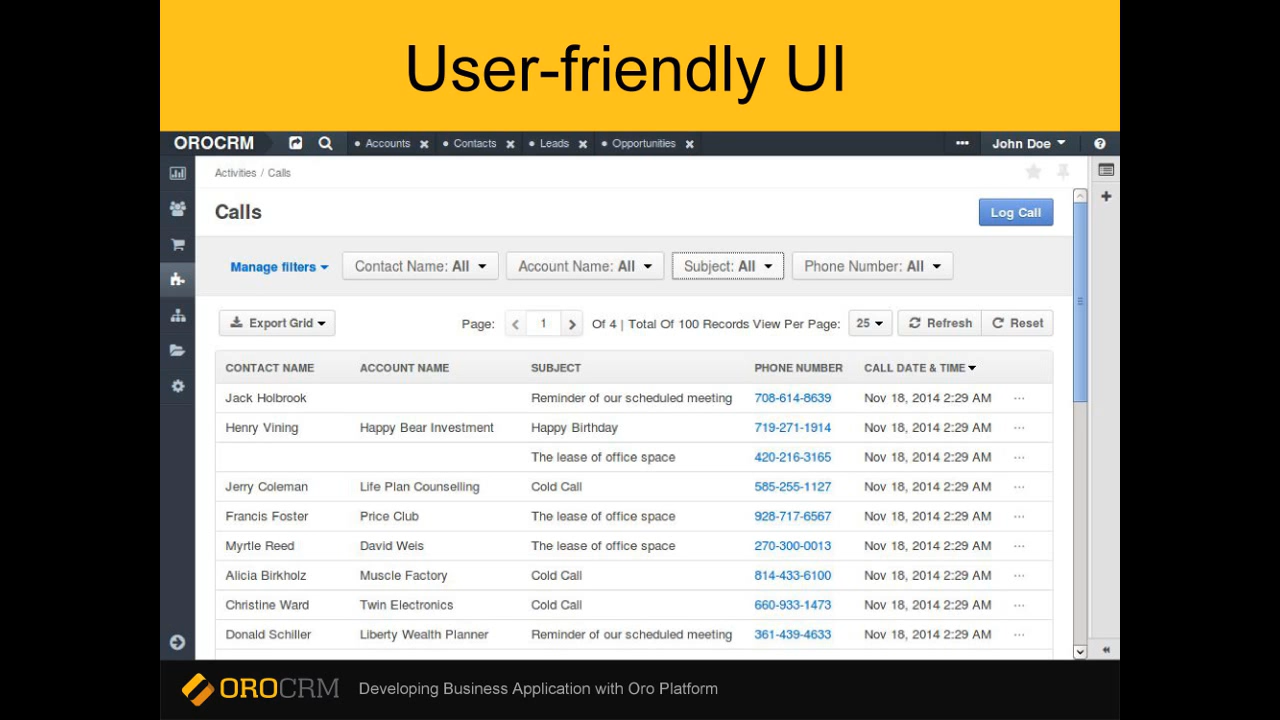 User-friendly UI
OROCRM • Accounts × • Contacts × • Leads × • Opportunities × ••• John Doe ?
Activities / Calls
Calls
Log Call
Manage filters Contact Name: All Account Name: All Subject: All Phone Number: All
Export Grid Page: < 1 > Of 4 | Total Of 100 Records View Per Page: 25 Refresh Reset
CONTACT NAME ACCOUNT NAME SUBJECT PHONE NUMBER CALL DATE & TIME
Jack Holbrook Reminder of our scheduled meeting 708-614-8639 Nov 18, 2014 2:29 AM ...
Henry Vining Happy Bear Investment Happy Birthday 719-271-1914 Nov 18, 2014 2:29 AM ...
The lease of office space 420-216-3165 Nov 18, 2014 2:29 AM ...
Jerry Coleman Life Plan Counselling Cold Call 585-255-1127 Nov 18, 2014 2:29 AM ...
Francis Foster Price Club The lease of office space 928-717-6567 Nov 18, 2014 2:29 AM ...
Myrtle Reed David Weis The lease of office space 270-300-0013 Nov 18, 2014 2:29 AM ...
Alicia Birkholz Muscle Factory Cold Call 814-433-6100 Nov 18, 2014 2:29 AM ...
Christine Ward Twin Electronics Cold Call 660-933-1473 Nov 18, 2014 2:29 AM ...
Donald Schiller Liberty Wealth Planner Reminder of our scheduled meeting 361-439-4633 Nov 18, 2014 2:29 AM ...
OROCRM Developing Business Application with Oro Platform